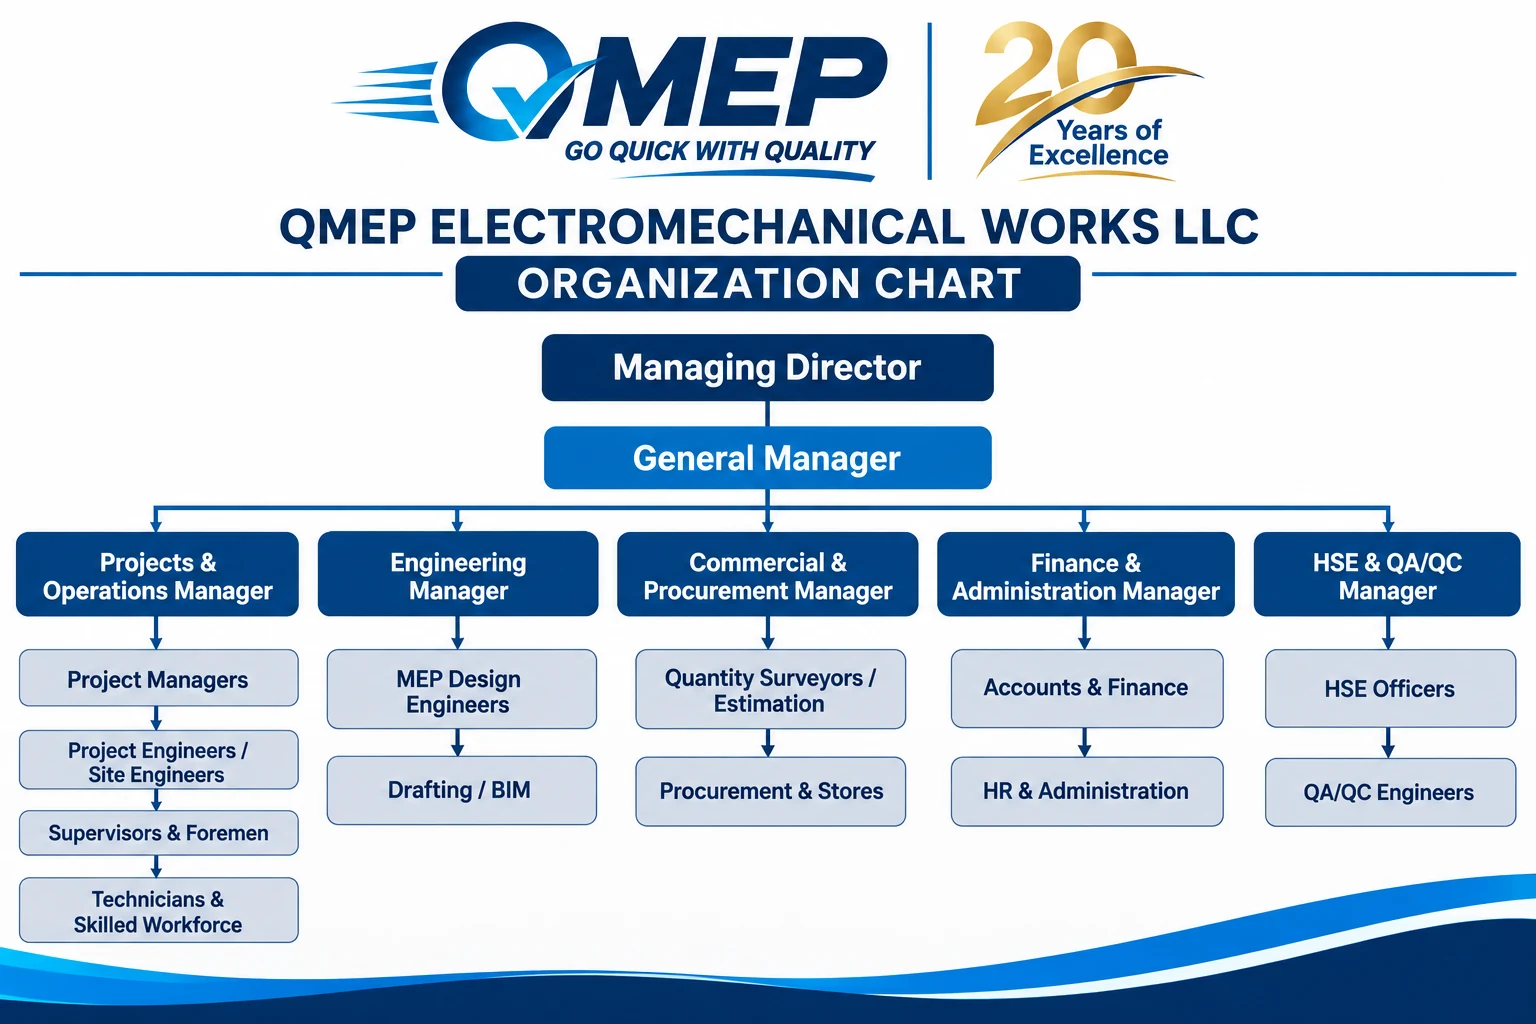 QMEP
GO QUICK WITH QUALITY
20
Years of
Excellence
QMEP ELECTROMECHANICAL WORKS LLC
ORGANIZATION CHART
Managing Director
General Manager
Projects &
Operations Manager
Project Managers
Project Engineers /
Site Engineers
Supervisors & Foremen
Technicians &
Skilled Workforce
Engineering
Manager
MEP Design
Engineers
Drafting / BIM
Commercial &
Procurement Manager
Quantity Surveyors /
Estimation
Procurement & Stores
Finance &
Administration Manager
Accounts & Finance
HR & Administration
HSE & QA/QC
Manager
HSE Officers
QA/QC Engineers